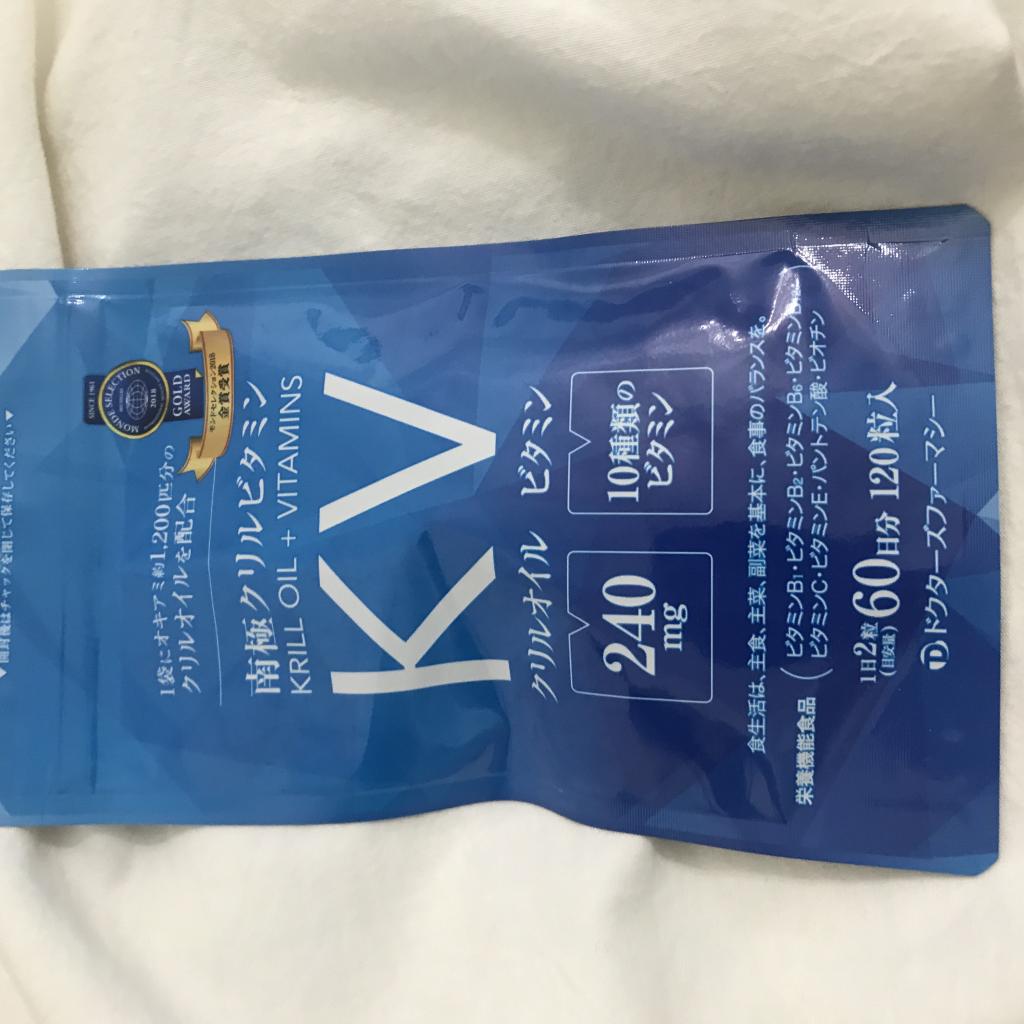 ▼開封後はチャックを閉じて保存してください▼
SINCE 1961
MONDE SELECTION
2018
GOLD
AWARD
モンドセレクション2018
金賞受賞
1袋にオキアミ約1,200匹分の
クリルオイルを配合
南極クリルビタミン
KRILL OIL + VITAMINS
KV
クリルオイル ビタミン
240
mg
10種類の
ビタミン
食生活は、主食、主菜、副菜を基本に、食事のバランスを。
栄養機能食品
(ビタミンB1・ビタミンB2・ビタミンB6・ビタミン
ビタミンC・ビタミンE・パントテン酸・ビオチン
1日2粒
(目安量)
60日分 120粒入
ドクターズファーマシー